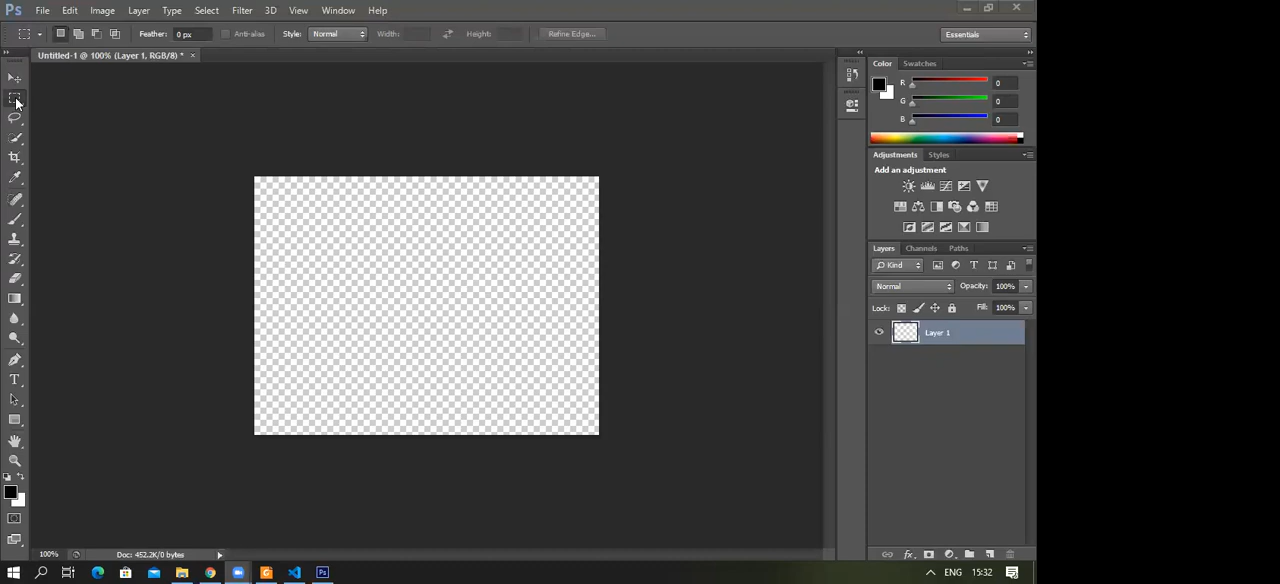 Ps File Edit Image Layer Type Select Filter 3D View Window Help
Feather: 0 px Anti-alias Style: Normal Width: Height: Refine Edge... Essentials
Untitled-1 @ 100% (Layer 1, RGB/8) * ×
Color Swatches
R 0
G 0
B 0
Adjustments Styles
Add an adjustment
Layers Channels Paths
Kind
Normal Opacity: 100%
Lock: Fill: 100%
Layer 1
T
100% Doc: 452.2K/0 bytes
fx
Ps ENG 15:32